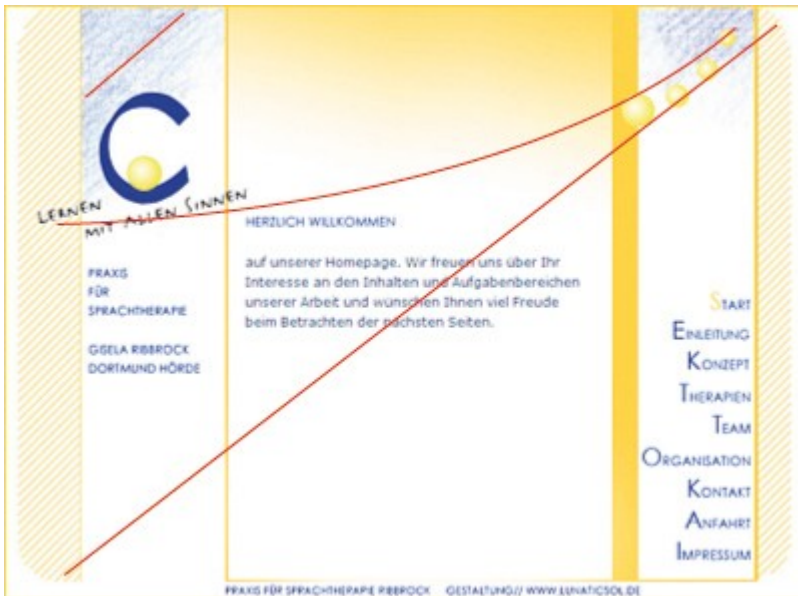 LERNEN
MIT ALLEN SINNEN
PRAXIS
FÜR
SPRACHTHERAPIE
GISELA RIBBROCK
DORTMUND HÖRDE
HERZLICH WILLKOMMEN
auf unserer Homepage. Wir freuen uns über Ihr
Interesse an den Inhalten und Aufgabenbereichen
unserer Arbeit und wünschen Ihnen viel Freude
beim Betrachten der nächsten Seiten.
START
EINLEITUNG
KONZEPT
THERAPIEN
TEAM
ORGANISATION
KONTAKT
ANFAHRT
IMPRESSUM
PRAXIS FÜR SPRACHTHERAPIE RIBBROCK GESTALTUNG// WWW.LUNATICSOL.DE